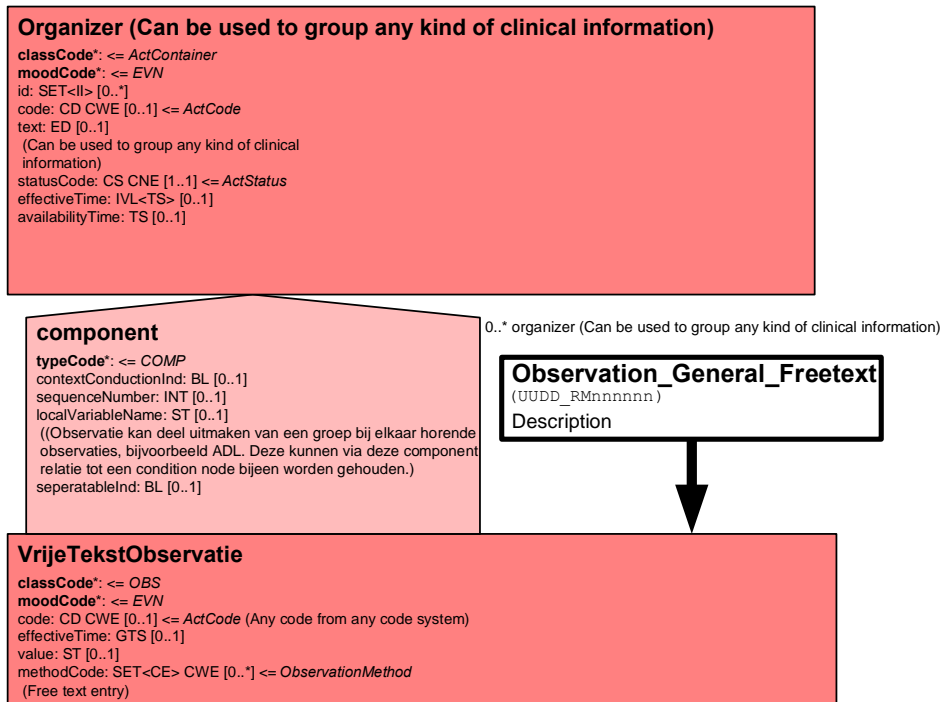 Organizer (Can be used to group any kind of clinical information)
classCode*: <= ActContainer
moodCode*: <= EVN
id: SET<II> [0..*]
code: CD CWE [0..1] <= ActCode
text: ED [0..1]
(Can be used to group any kind of clinical
information)
statusCode: CS CNE [1..1] <= ActStatus
effectiveTime: IVL<TS> [0..1]
availabilityTime: TS [0..1]
component
typeCode*: <= COMP
contextConductionInd: BL [0..1]
sequenceNumber: INT [0..1]
localVariableName: ST [0..1]
((Observatie kan deel uitmaken van een groep bij elkaar horende
observaties, bijvoorbeeld ADL. Deze kunnen via deze component
relatie tot een condition node bijeen worden gehouden.)
seperatableInd: BL [0..1]
0..* organizer (Can be used to group any kind of clinical information)
Observation_General_Freetext
(UUDD_RMnnnnnn)
Description
VrijeTekstObservatie
classCode*: <= OBS
moodCode*: <= EVN
code: CD CWE [0..1] <= ActCode (Any code from any code system)
effectiveTime: GTS [0..1]
value: ST [0..1]
methodCode: SET<CE> CWE [0..*] <= ObservationMethod
(Free text entry)